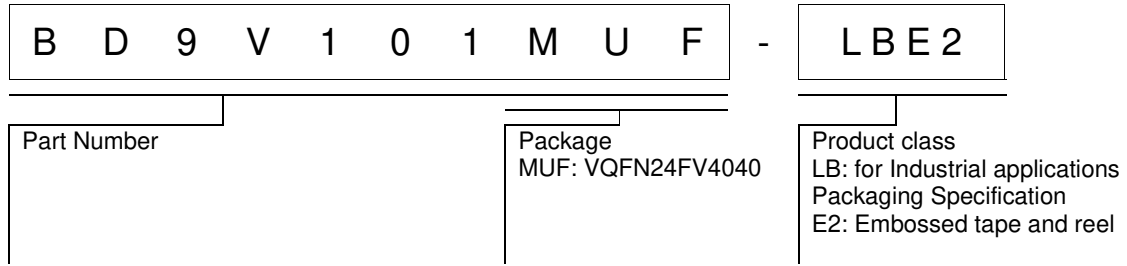 B D 9 V 1 0 1 M U F - L B E 2
Part Number
Package
MUF: VQFN24FV4040
Product class
LB: for Industrial applications
Packaging Specification
E2: Embossed tape and reel